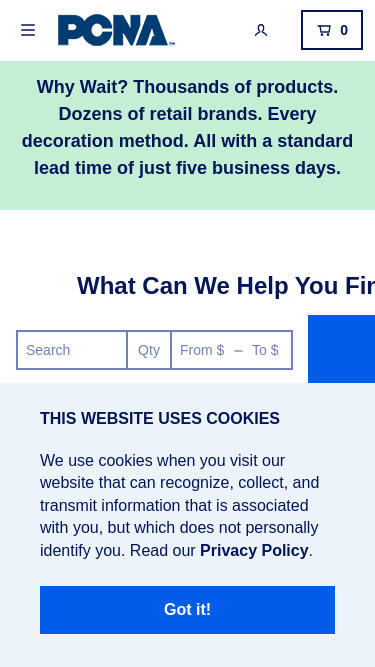 PCNA
0
Why Wait? Thousands of products.
Dozens of retail brands. Every
decoration method. All with a standard
lead time of just five business days.
What Can We Help You Fin
Search
Qty
From $ – To $
THIS WEBSITE USES COOKIES
We use cookies when you visit our
website that can recognize, collect, and
transmit information that is associated
with you, but which does not personally
identify you. Read our Privacy Policy.
Got it!